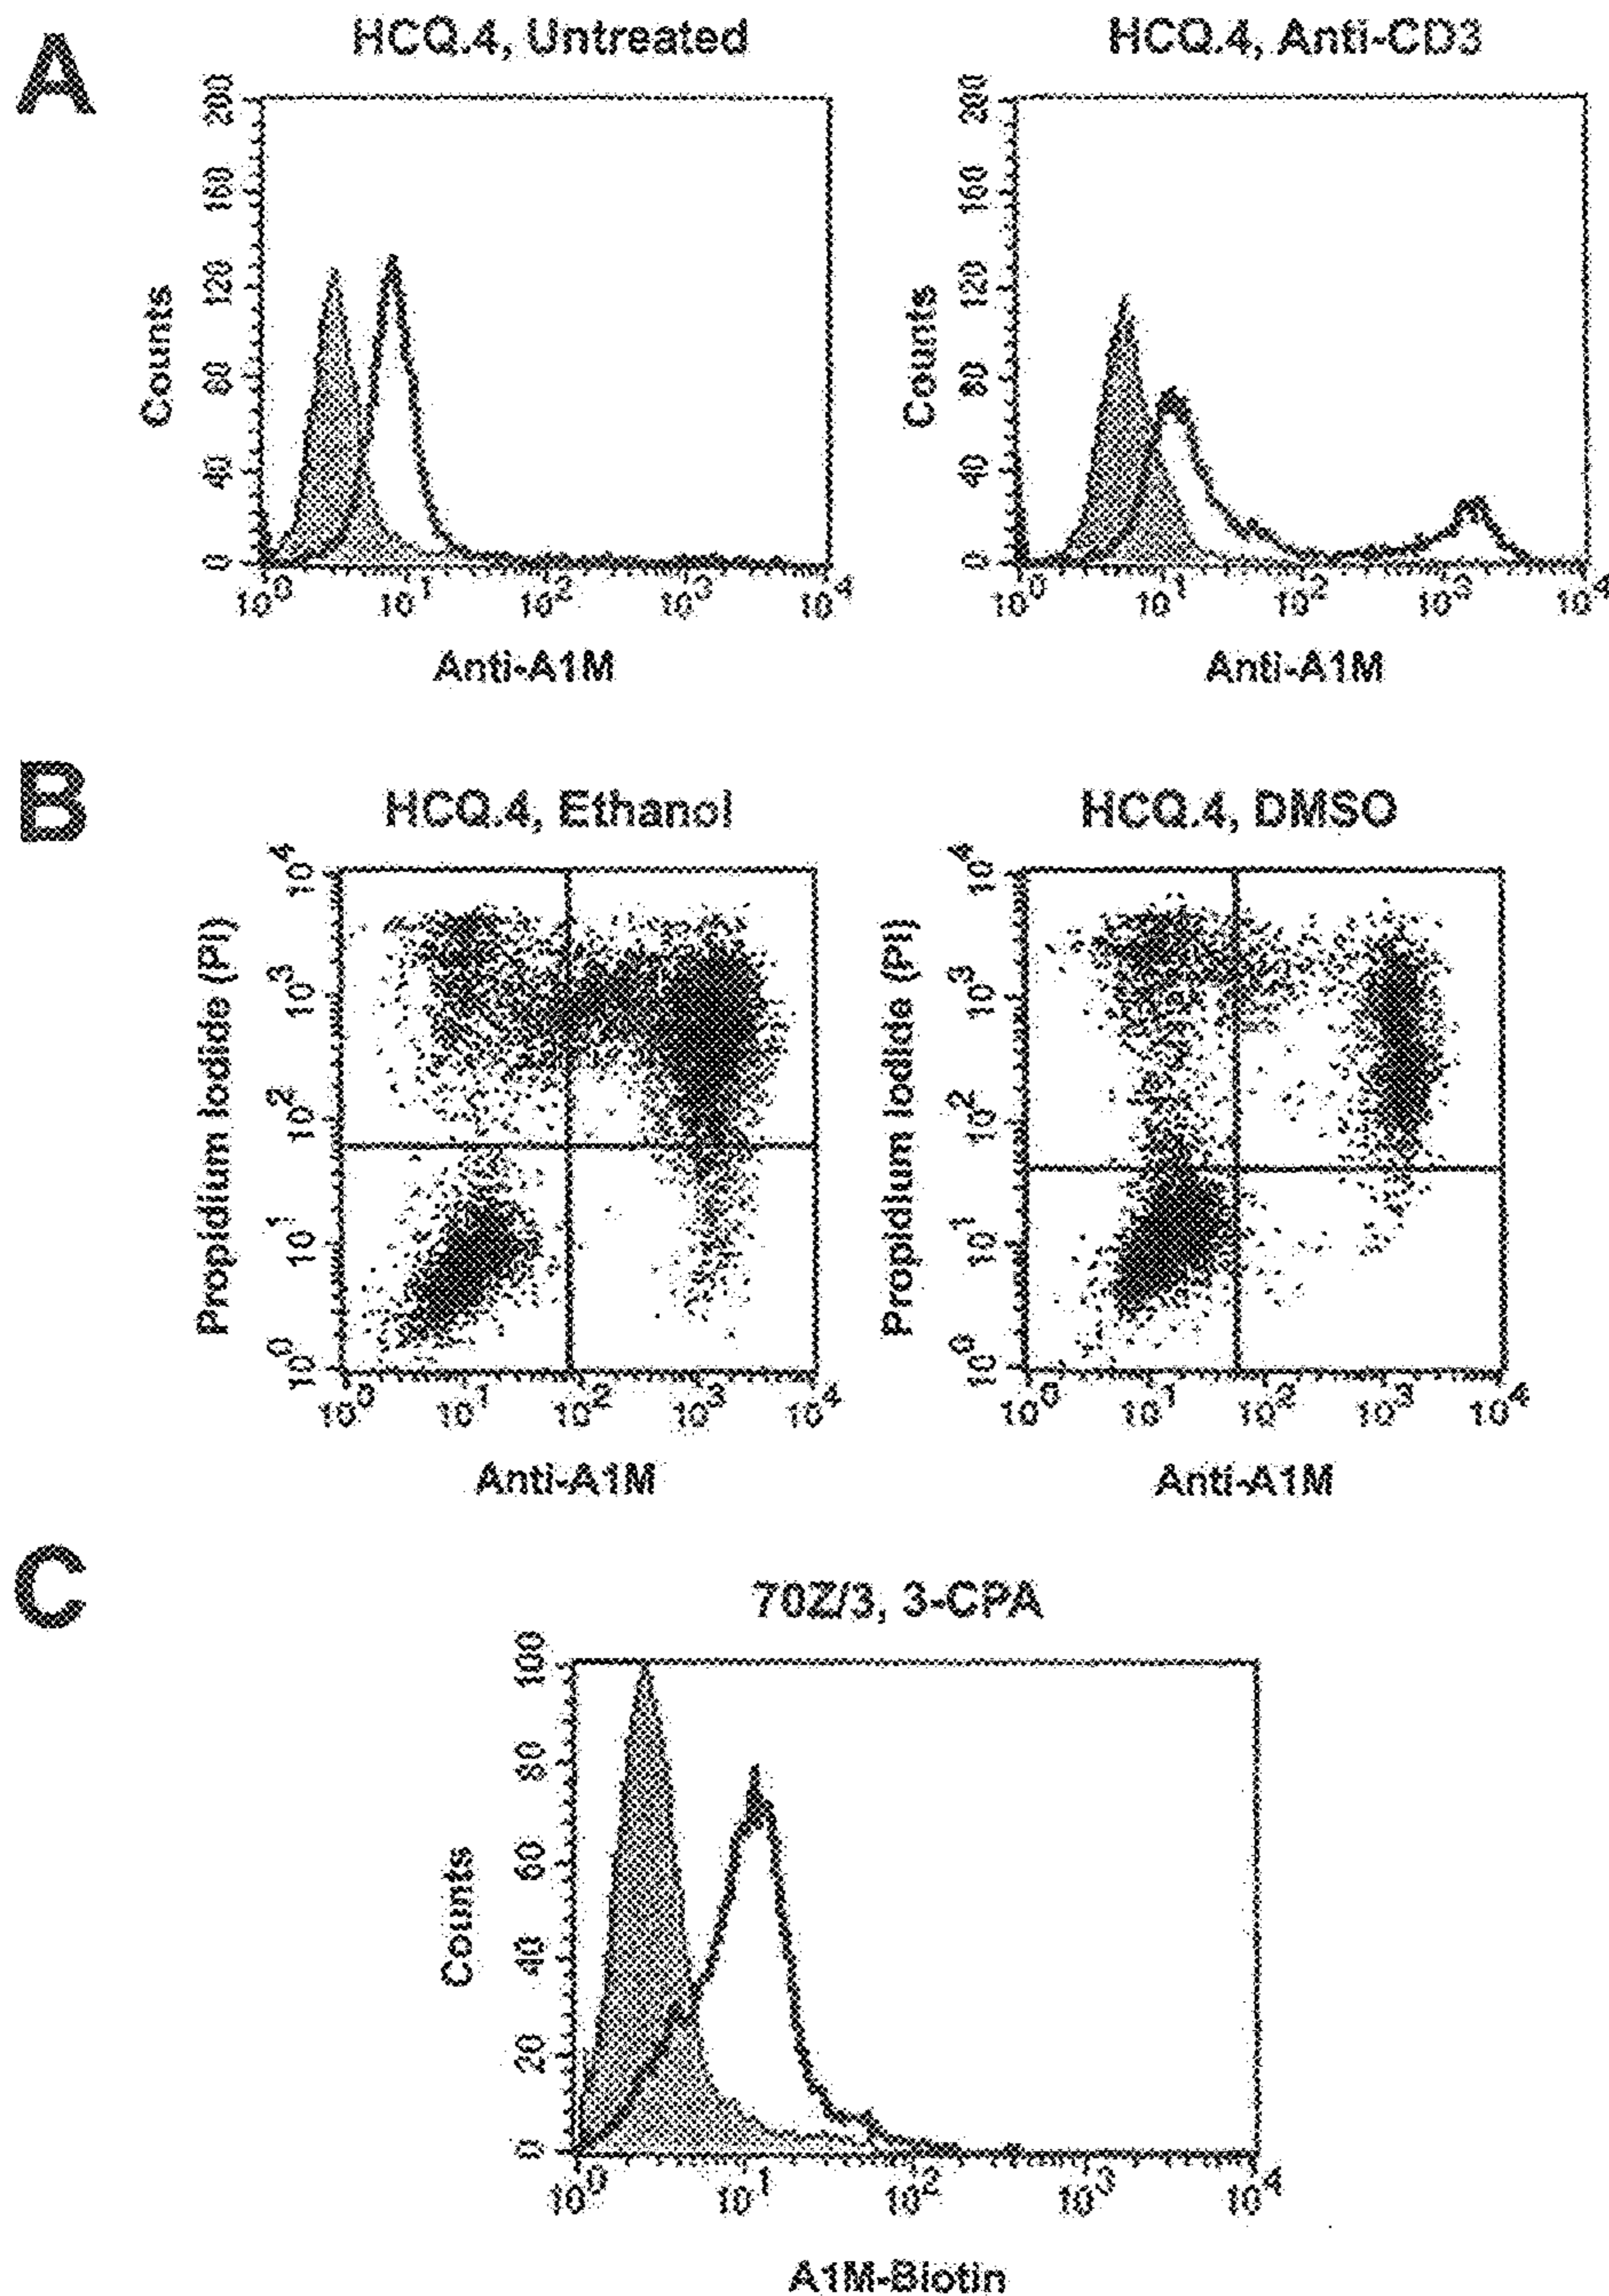 A
HCQ.4, Untreated
HCQ.4, Anti-CD3
Counts
200
160
120
80
40
0
10^0 10^1 10^2 10^3 10^4
Anti-A1M
Counts
200
160
120
80
40
0
10^0 10^1 10^2 10^3 10^4
Anti-A1M
B
HCQ.4, Ethanol
HCQ.4, DMSO
Propidium Iodide (PI)
10^4
10^3
10^2
10^1
10^0
10^0 10^1 10^2 10^3 10^4
Anti-A1M
Propidium Iodide (PI)
10^4
10^3
10^2
10^1
10^0
10^0 10^1 10^2 10^3 10^4
Anti-A1M
C
70Z/3, 3-CPA
Counts
100
80
60
40
20
0
10^0 10^1 10^2 10^3 10^4
A1M-Biotin